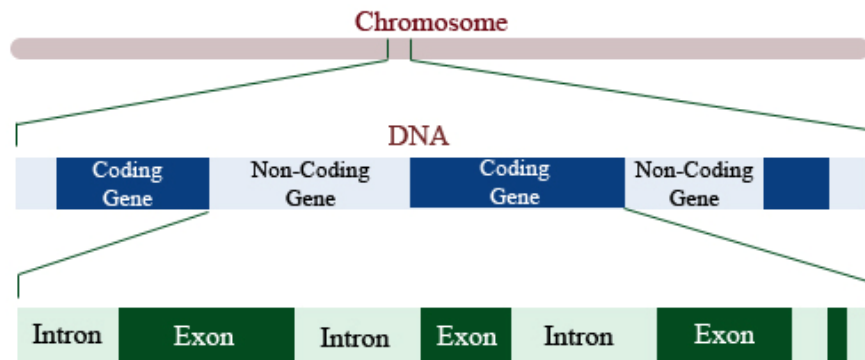 Chromosome
DNA
Coding Gene
Non-Coding Gene
Coding Gene
Non-Coding Gene
Intron
Exon
Intron
Exon
Intron
Exon